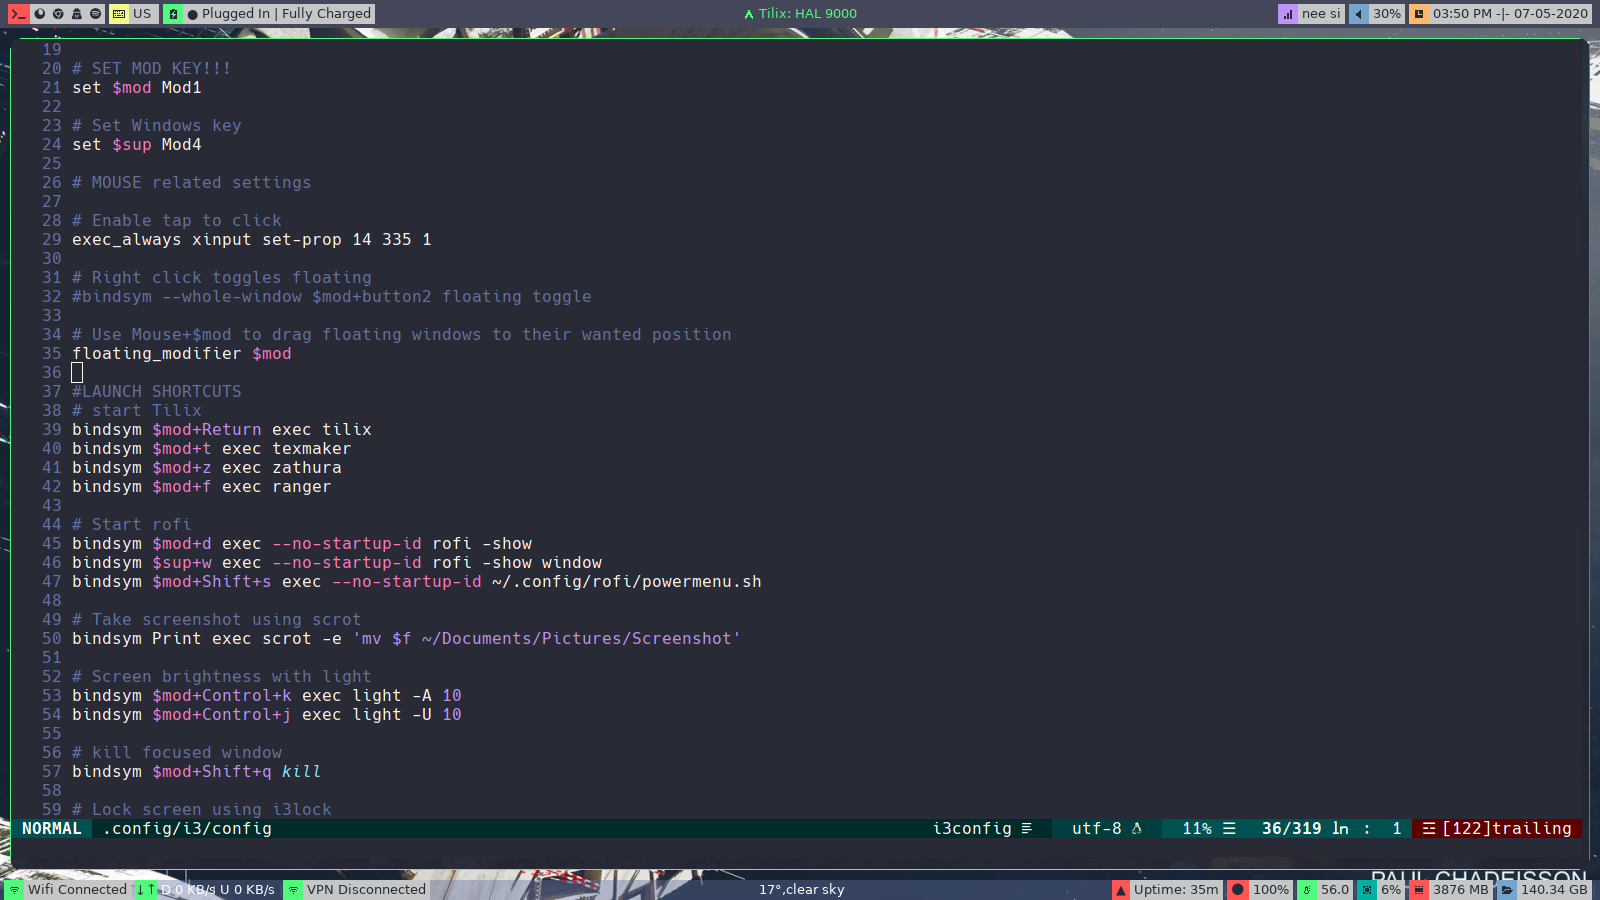 US Plugged In | Fully Charged Tilix: HAL 9000 nee si 30% 03:50 PM -|- 07-05-2020
19
20 # SET MOD KEY!!!
21 set $mod Mod1
22
23 # Set Windows key
24 set $sup Mod4
25
26 # MOUSE related settings
27
28 # Enable tap to click
29 exec_always xinput set-prop 14 335 1
30
31 # Right click toggles floating
32 #bindsym --whole-window $mod+button2 floating toggle
33
34 # Use Mouse+$mod to drag floating windows to their wanted position
35 floating_modifier $mod
36
37 #LAUNCH SHORTCUTS
38 # start Tilix
39 bindsym $mod+Return exec tilix
40 bindsym $mod+t exec texmaker
41 bindsym $mod+z exec zathura
42 bindsym $mod+f exec ranger
43
44 # Start rofi
45 bindsym $mod+d exec --no-startup-id rofi -show
46 bindsym $sup+w exec --no-startup-id rofi -show window
47 bindsym $mod+Shift+s exec --no-startup-id ~/.config/rofi/powermenu.sh
48
49 # Take screenshot using scrot
50 bindsym Print exec scrot -e 'mv $f ~/Documents/Pictures/Screenshot'
51
52 # Screen brightness with light
53 bindsym $mod+Control+k exec light -A 10
54 bindsym $mod+Control+j exec light -U 10
55
56 # kill focused window
57 bindsym $mod+Shift+q kill
58
59 # Lock screen using i3lock
NORMAL .config/i3/config i3config utf-8 11% ☰ 36/319 ln : 1 [122]trailing
PAUL CHADEISSON
Wifi Connected ↓↑ D 0 KB/s U 0 KB/s VPN Disconnected 17°,clear sky Uptime: 35m 100% 56.0 6% 3876 MB 140.34 GB